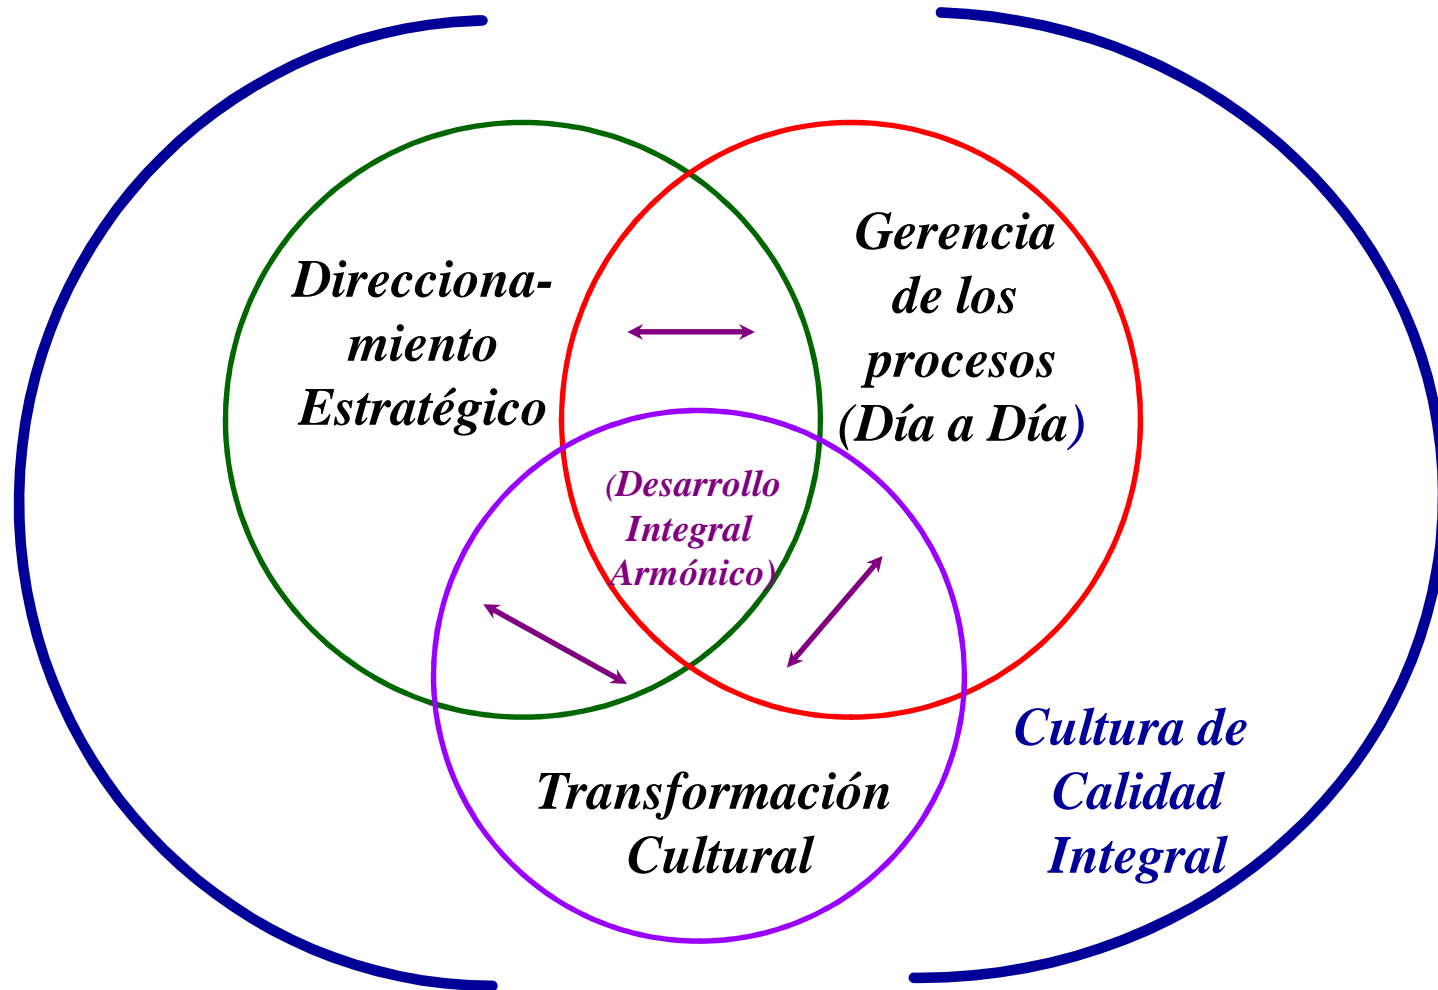 Direcciona-
miento
Estratégico
Gerencia
de los
procesos
(Día a Día)
(Desarrollo
Integral
Armónico)
Transformación
Cultural
Cultura de
Calidad
Integral